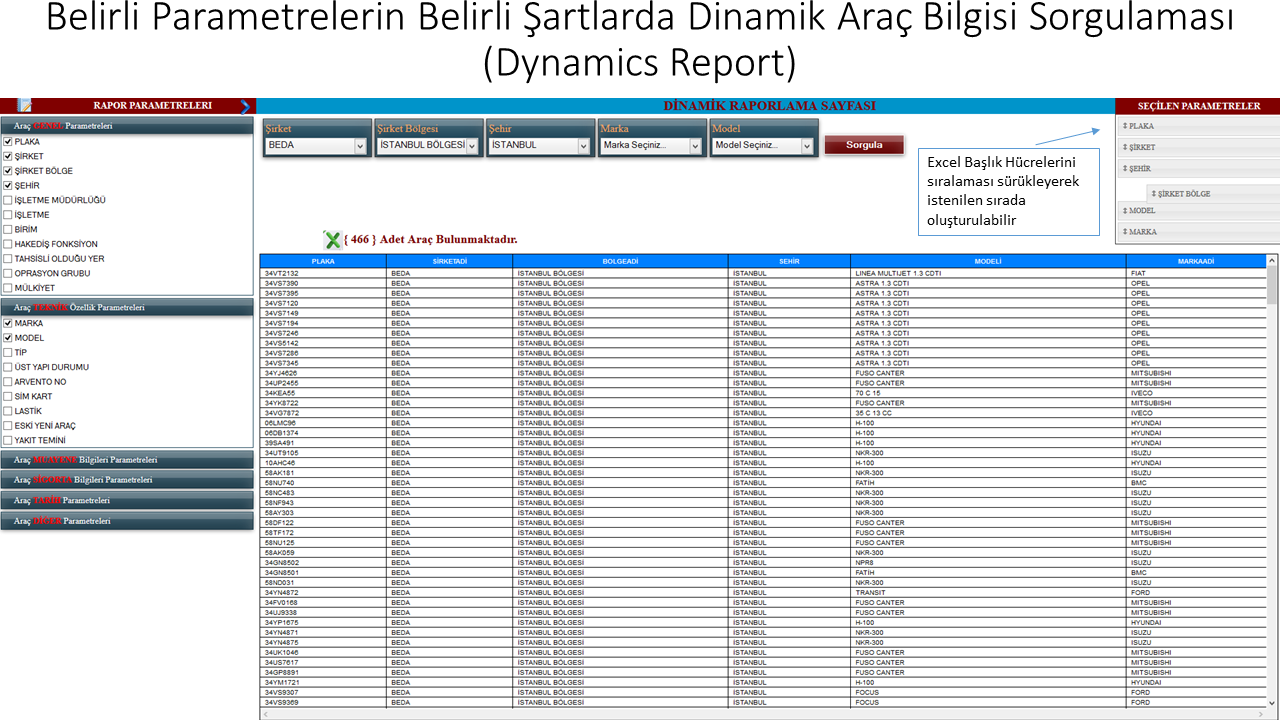 Belirli Parametrelerin Belirli Şartlarda Dinamik Araç Bilgisi Sorgulaması
(Dynamics Report)
RAPOR PARAMETRELERI
DİNAMİK RAPORLAMA SAYFASI
SEÇİLEN PARAMETRELER
Araç GENEL Parametreleri
PLAKA
ŞİRKET
ŞİRKET BÖLGE
ŞEHİR
İŞLETME MÜDÜRLÜĞÜ
İŞLETME
BİRİM
HAKEDİŞ FONKSİYON
TAHSİSLİ OLDUĞU YER
OPRASYON GRUBU
MÜLKİYET
Araç TEKNİK Özellik Parametreleri
MARKA
MODEL
TİP
ÜST YAPI DURUMU
ARVENTO NO
SİM KART
LASTİK
ESKİ YENİ ARAÇ
YAKIT TEMİNİ
Araç MUAYENE Bilgileri Parametreleri
Araç SİGORTA Bilgileri Parametreleri
Araç Parametreleri
Araç DİĞER Parametreleri
Şirket Şirket Bölgesi Şehir Marka Model
BEDA İSTANBUL BÖLGESİ İSTANBUL Marka Seçiniz... Model Seçiniz... Sorgula
Excel Başlık Hücrelerini
sıralaması sürükleyerek
istenilen sırada
oluşturulabilir
PLAKA
ŞİRKET
ŞEHİR
ŞİRKET BÖLGE
MODEL
MARKA
{ 466 } Adet Araç Bulunmaktadır.
PLAKA SİRKETADİ BOLGEADİ SEHİR MODELİ MARKAADİ
34VT2132 BEDA İSTANBUL BÖLGESİ İSTANBUL LINEA MULTIJET 1.3 CDTI FIAT
34VS7390 BEDA İSTANBUL BÖLGESİ İSTANBUL ASTRA 1.3 CDTI OPEL
34VS7395 BEDA İSTANBUL BÖLGESİ İSTANBUL ASTRA 1.3 CDTI OPEL
34VS7120 BEDA İSTANBUL BÖLGESİ İSTANBUL ASTRA 1.3 CDTI OPEL
34VS7149 BEDA İSTANBUL BÖLGESİ İSTANBUL ASTRA 1.3 CDTI OPEL
34VS7194 BEDA İSTANBUL BÖLGESİ İSTANBUL ASTRA 1.3 CDTI OPEL
34VS7246 BEDA İSTANBUL BÖLGESİ İSTANBUL ASTRA 1.3 CDTI OPEL
34VS5142 BEDA İSTANBUL BÖLGESİ İSTANBUL ASTRA 1.3 CDTI OPEL
34VS7286 BEDA İSTANBUL BÖLGESİ İSTANBUL ASTRA 1.3 CDTI OPEL
34VS7345 BEDA İSTANBUL BÖLGESİ İSTANBUL ASTRA 1.3 CDTI OPEL
34YJ4626 BEDA İSTANBUL BÖLGESİ İSTANBUL FUSO CANTER MITSUBISHI
34UP2455 BEDA İSTANBUL BÖLGESİ İSTANBUL FUSO CANTER MITSUBISHI
34KEA55 BEDA İSTANBUL BÖLGESİ İSTANBUL 70 C 15 IVECO
34YK8722 BEDA İSTANBUL BÖLGESİ İSTANBUL FUSO CANTER MITSUBISHI
34VG7872 BEDA İSTANBUL BÖLGESİ İSTANBUL 35 C 13 CC IVECO
06LMC96 BEDA İSTANBUL BÖLGESİ İSTANBUL H-100 HYUNDAI
06DB1374 BEDA İSTANBUL BÖLGESİ İSTANBUL H-100 HYUNDAI
39SA491 BEDA İSTANBUL BÖLGESİ İSTANBUL H-100 HYUNDAI
34UT9105 BEDA İSTANBUL BÖLGESİ İSTANBUL NKR-300 ISUZU
10AHC46 BEDA İSTANBUL BÖLGESİ İSTANBUL H-100 HYUNDAI
58AK181 BEDA İSTANBUL BÖLGESİ İSTANBUL NKR-300 ISUZU
58NU740 BEDA İSTANBUL BÖLGESİ İSTANBUL FATİH BMC
58NC483 BEDA İSTANBUL BÖLGESİ İSTANBUL NKR-300 ISUZU
58NF943 BEDA İSTANBUL BÖLGESİ İSTANBUL NKR-300 ISUZU
58AY303 BEDA İSTANBUL BÖLGESİ İSTANBUL NKR-300 ISUZU
58DF122 BEDA İSTANBUL BÖLGESİ İSTANBUL FUSO CANTER MITSUBISHI
58TF172 BEDA İSTANBUL BÖLGESİ İSTANBUL FUSO CANTER MITSUBISHI
58NU125 BEDA İSTANBUL BÖLGESİ İSTANBUL FUSO CANTER MITSUBISHI
58AK059 BEDA İSTANBUL BÖLGESİ İSTANBUL NKR-300 ISUZU
34GN8502 BEDA İSTANBUL BÖLGESİ İSTANBUL NPR8 ISUZU
34GN8501 BEDA İSTANBUL BÖLGESİ İSTANBUL FATİH BMC
58ND031 BEDA İSTANBUL BÖLGESİ İSTANBUL NKR-300 ISUZU
34YN4872 BEDA İSTANBUL BÖLGESİ İSTANBUL TRANSIT FORD
34FV0168 BEDA İSTANBUL BÖLGESİ İSTANBUL FUSO CANTER MITSUBISHI
34UJ9338 BEDA İSTANBUL BÖLGESİ İSTANBUL FUSO CANTER MITSUBISHI
34YP1675 BEDA İSTANBUL BÖLGESİ İSTANBUL H-100 HYUNDAI
34YN4871 BEDA İSTANBUL BÖLGESİ İSTANBUL NKR-300 ISUZU
34YN4875 BEDA İSTANBUL BÖLGESİ İSTANBUL NKR-300 ISUZU
34UK1046 BEDA İSTANBUL BÖLGESİ İSTANBUL FUSO CANTER MITSUBISHI
34US7617 BEDA İSTANBUL BÖLGESİ İSTANBUL FUSO CANTER MITSUBISHI
34GP8891 BEDA İSTANBUL BÖLGESİ İSTANBUL FUSO CANTER MITSUBISHI
34YM1721 BEDA İSTANBUL BÖLGESİ İSTANBUL H-100 HYUNDAI
34VS9307 BEDA İSTANBUL BÖLGESİ İSTANBUL FOCUS FORD
34VS9369 BEDA İSTANBUL BÖLGESİ İSTANBUL FOCUS FORD